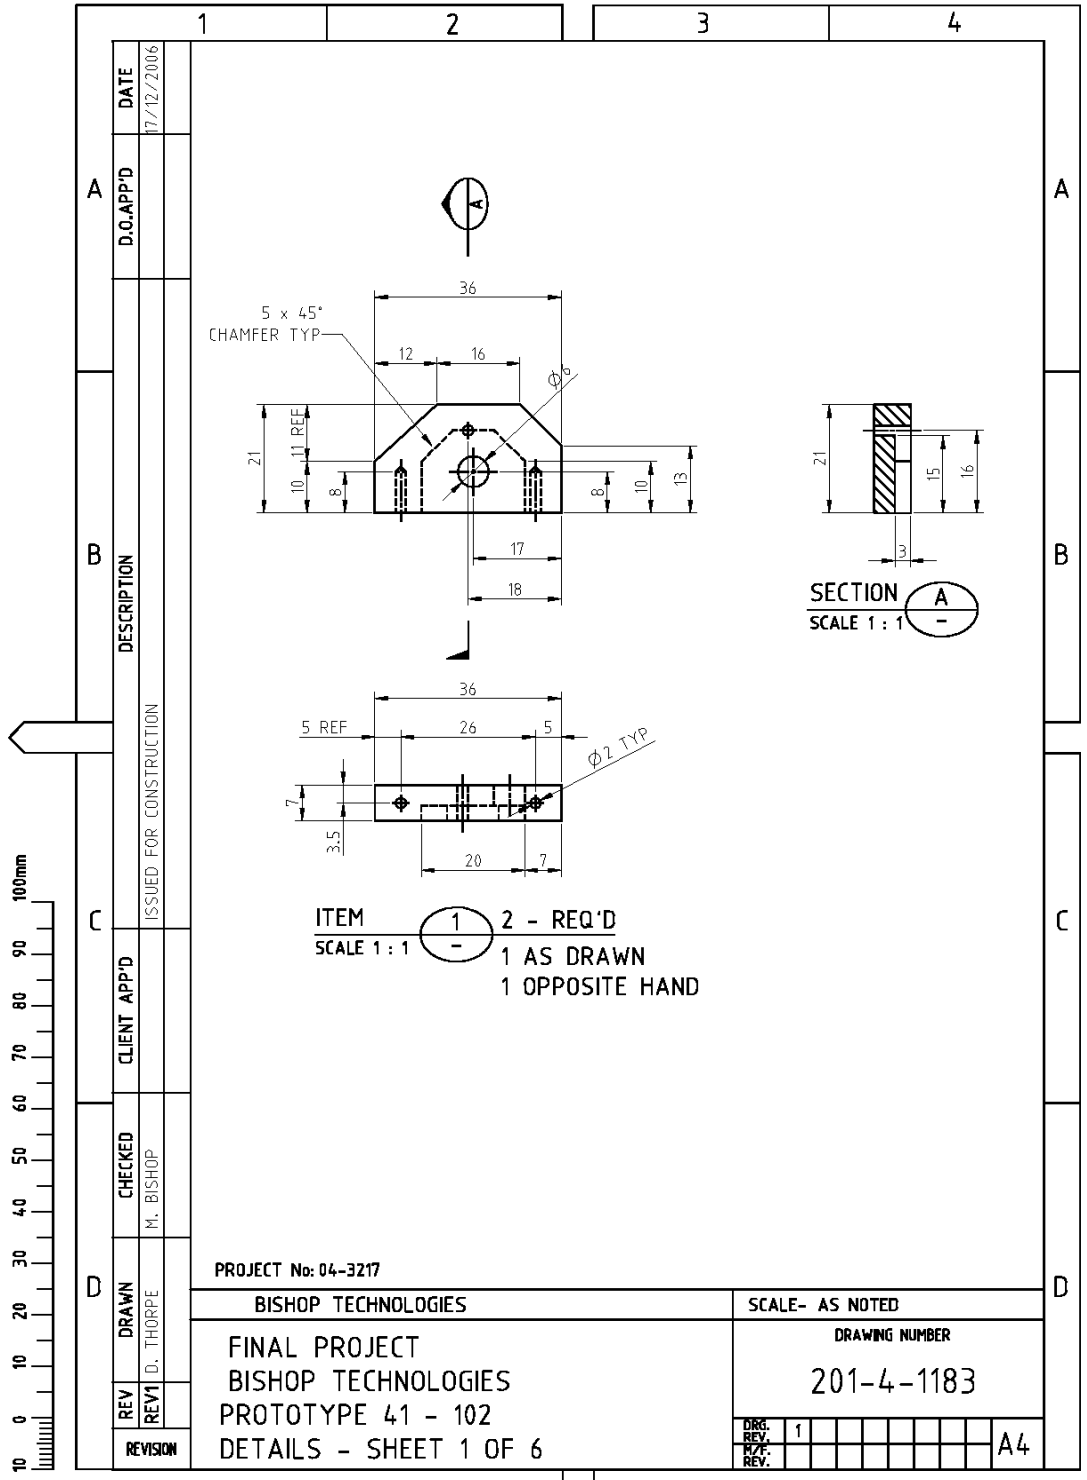 1 2 3 4
A
A
B
B
C
C
D
D
DATE
17/12/2006
D.O.APP'D
DESCRIPTION
ISSUED FOR CONSTRUCTION
CLIENT APP'D
CHECKED
M. BISHOP
DRAWN
D. THORPE
REV
REV1
REVISION
100mm
90
80
70
60
50
40
30
20
10
0
10
A
36
5 x 45°
CHAMFER TYP
12
16
Ø6
21
11 REF
10
8
8
10
13
17
18
21
15
16
3
SECTION A
SCALE 1 : 1 -
36
5 REF
26
5
Ø2 TYP
7
3.5
20
7
ITEM 1 2 - REQ'D
SCALE 1 : 1 - 1 AS DRAWN
1 OPPOSITE HAND
PROJECT No: 04-3217
BISHOP TECHNOLOGIES
SCALE- AS NOTED
FINAL PROJECT
BISHOP TECHNOLOGIES
PROTOTYPE 41 - 102
DETAILS - SHEET 1 OF 6
DRAWING NUMBER
201-4-1183
DRG. REV. 1
M/F. REV.
A4